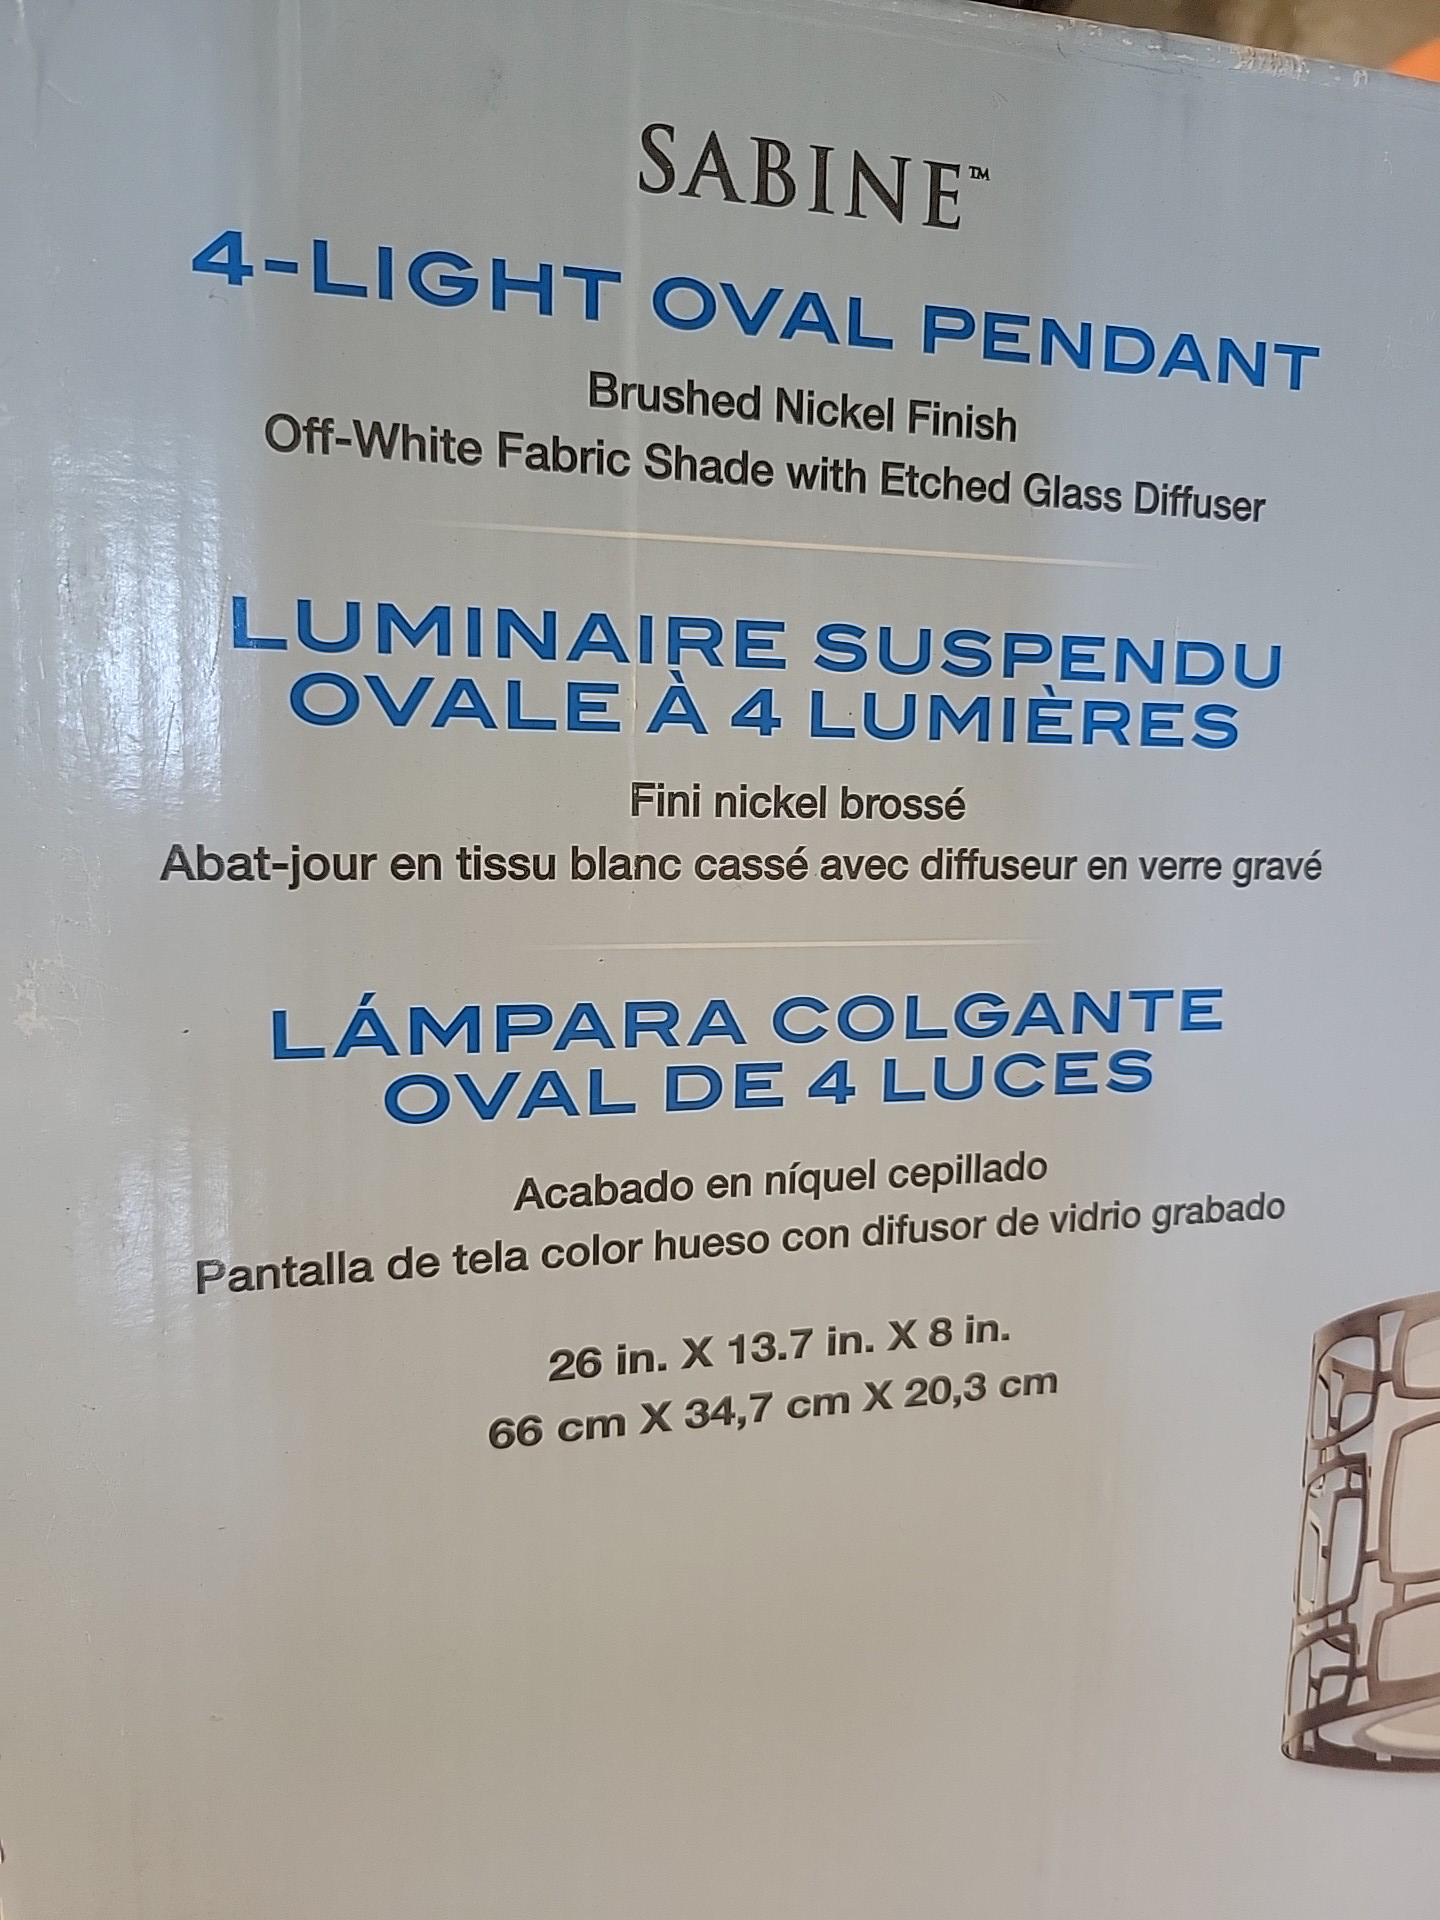 SABINE™
4-LIGHT OVAL PENDANT
Brushed Nickel Finish
Off-White Fabric Shade with Etched Glass Diffuser
LUMINAIRE SUSPENDU
OVALE À 4 LUMIÈRES
Fini nickel brossé
Abat-jour en tissu blanc cassé avec diffuseur en verre gravé
LÁMPARA COLGANTE
OVAL DE 4 LUCES
Acabado en níquel cepillado
Pantalla de tela color hueso con difusor de vidrio grabado
26 in. X 13.7 in. X 8 in.
66 cm X 34,7 cm X 20,3 cm